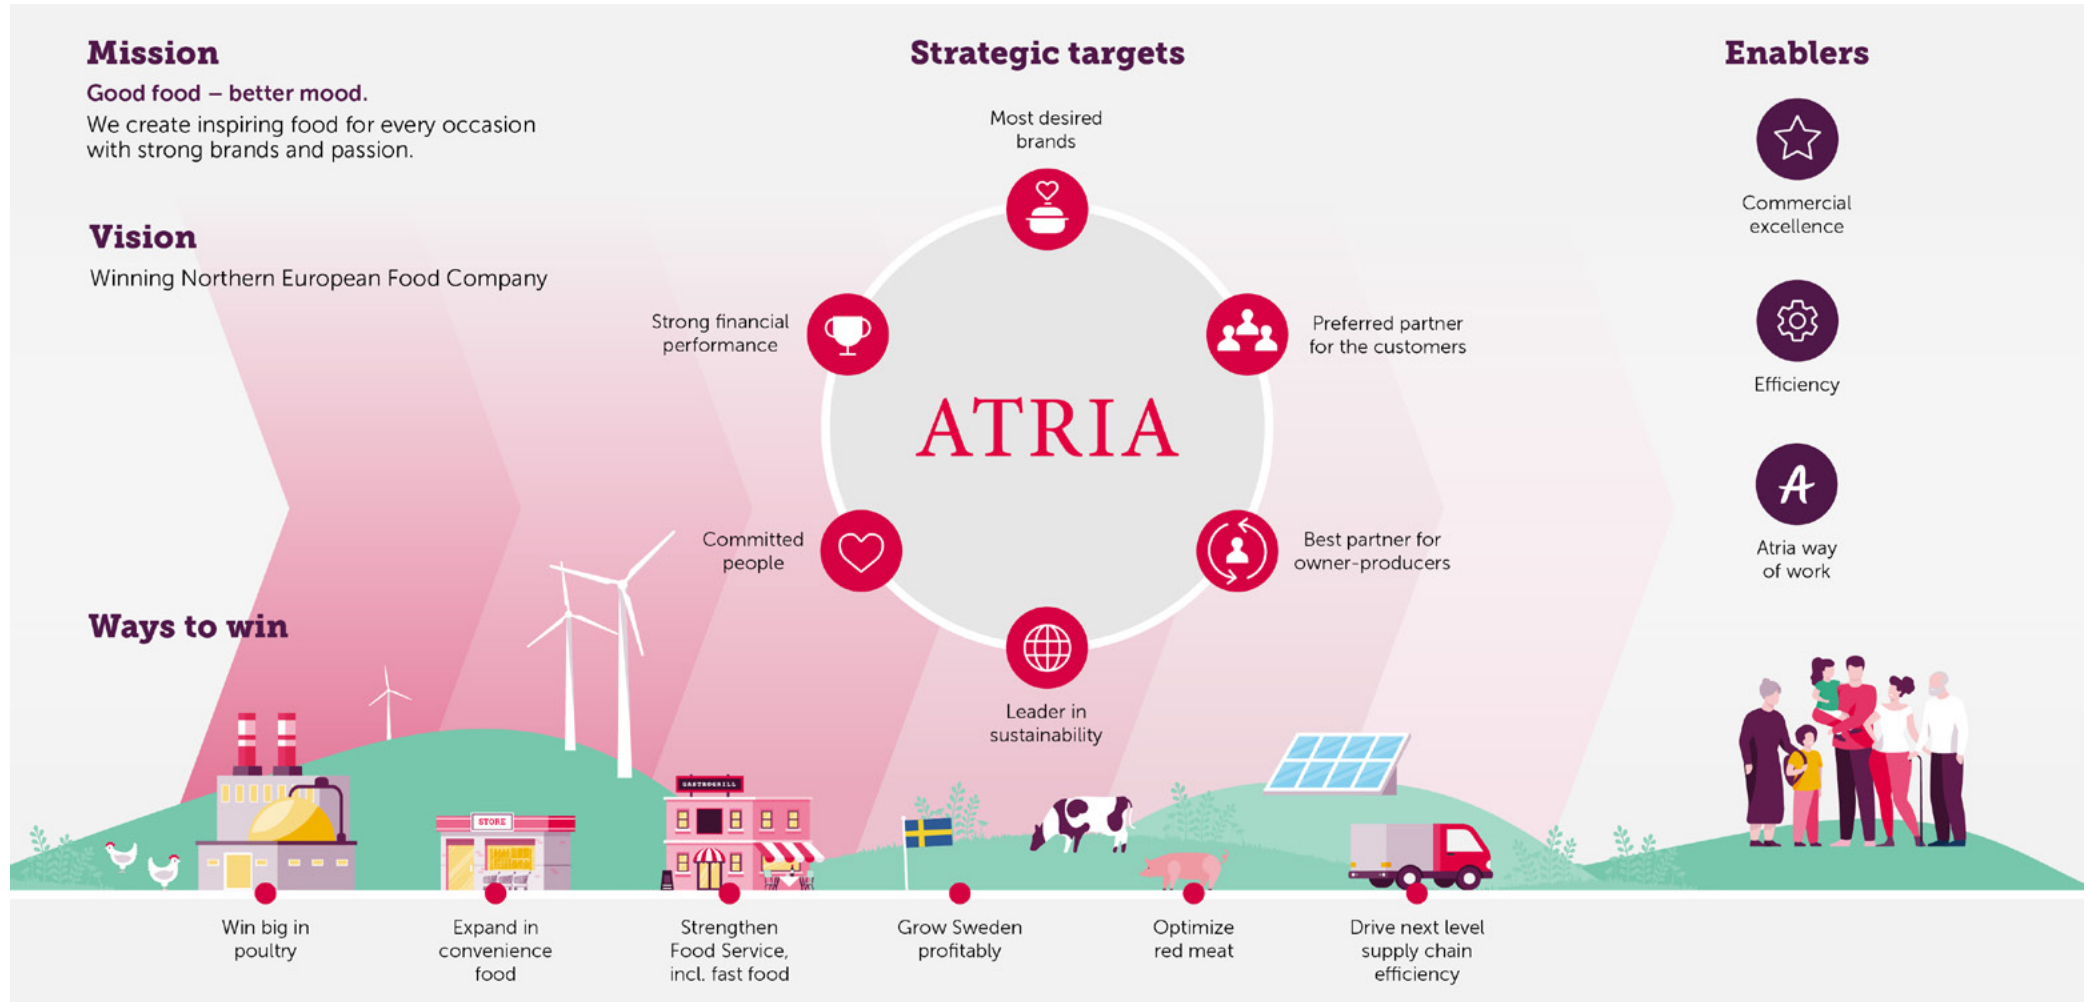 Mission
Good food – better mood.
We create inspiring food for every occasion
with strong brands and passion.
Vision
Winning Northern European Food Company
Ways to win
Strategic targets
Most desired
brands
Strong financial
performance
Preferred partner
for the customers
ATRIA
Committed
people
Best partner for
owner-producers
Leader in
sustainability
Enablers
Commercial
excellence
Efficiency
A
Atria way
of work
GASTROGRILL
STORE
Win big in
poultry
Expand in
convenience
food
Strengthen
Food Service,
incl. fast food
Grow Sweden
profitably
Optimize
red meat
Drive next level
supply chain
efficiency